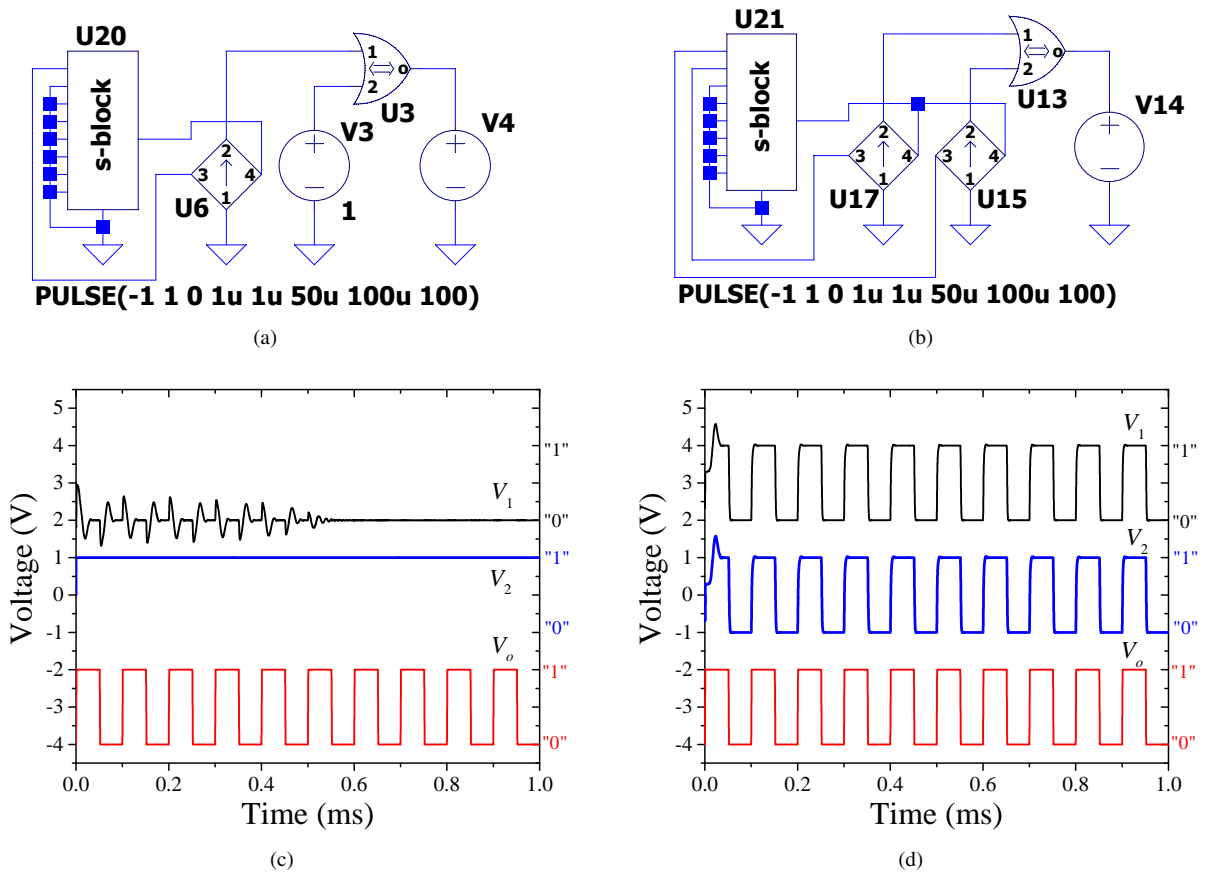 U20
s-block
1
2
o
U3
V3
V4
2
3
4
1
U6
1
PULSE(-1 1 0 1u 1u 50u 100u 100)
(a)
U21
s-block
1
2
o
U13
V14
2
3
4
1
U17
2
3
4
1
U15
PULSE(-1 1 0 1u 1u 50u 100u 100)
(b)
Voltage (V)
5
4
3
2
1
0
-1
-2
-3
-4
V1
"1"
"0"
V2
"1"
"0"
Vo
"1"
"0"
0.0 0.2 0.4 0.6 0.8 1.0
Time (ms)
(c)
Voltage (V)
5
4
3
2
1
0
-1
-2
-3
-4
V1
"1"
"0"
V2
"1"
"0"
Vo
"1"
"0"
0.0 0.2 0.4 0.6 0.8 1.0
Time (ms)
(d)